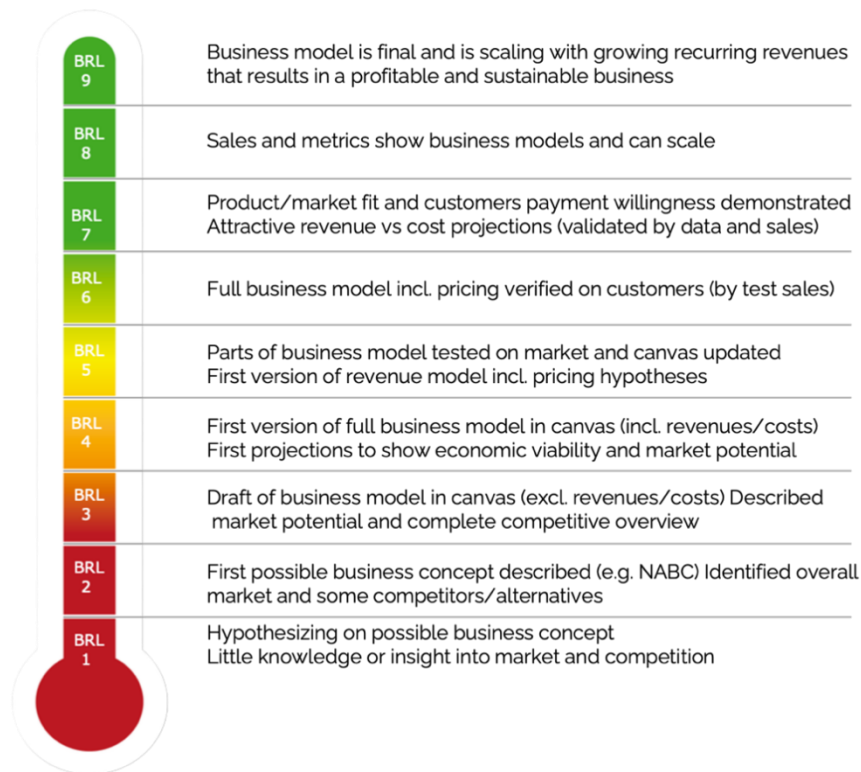 BRL
9
Business model is final and is scaling with growing recurring revenues
that results in a profitable and sustainable business
BRL
8
Sales and metrics show business models and can scale
BRL
7
Product/market fit and customers payment willingness demonstrated
Attractive revenue vs cost projections (validated by data and sales)
BRL
6
Full business model incl. pricing verified on customers (by test sales)
BRL
5
Parts of business model tested on market and canvas updated
First version of revenue model incl. pricing hypotheses
BRL
4
First version of full business model in canvas (incl. revenues/costs)
First projections to show economic viability and market potential
BRL
3
Draft of business model in canvas (excl. revenues/costs) Described
market potential and complete competitive overview
BRL
2
First possible business concept described (e.g. NABC) Identified overall
market and some competitors/alternatives
BRL
1
Hypothesizing on possible business concept
Little knowledge or insight into market and competition